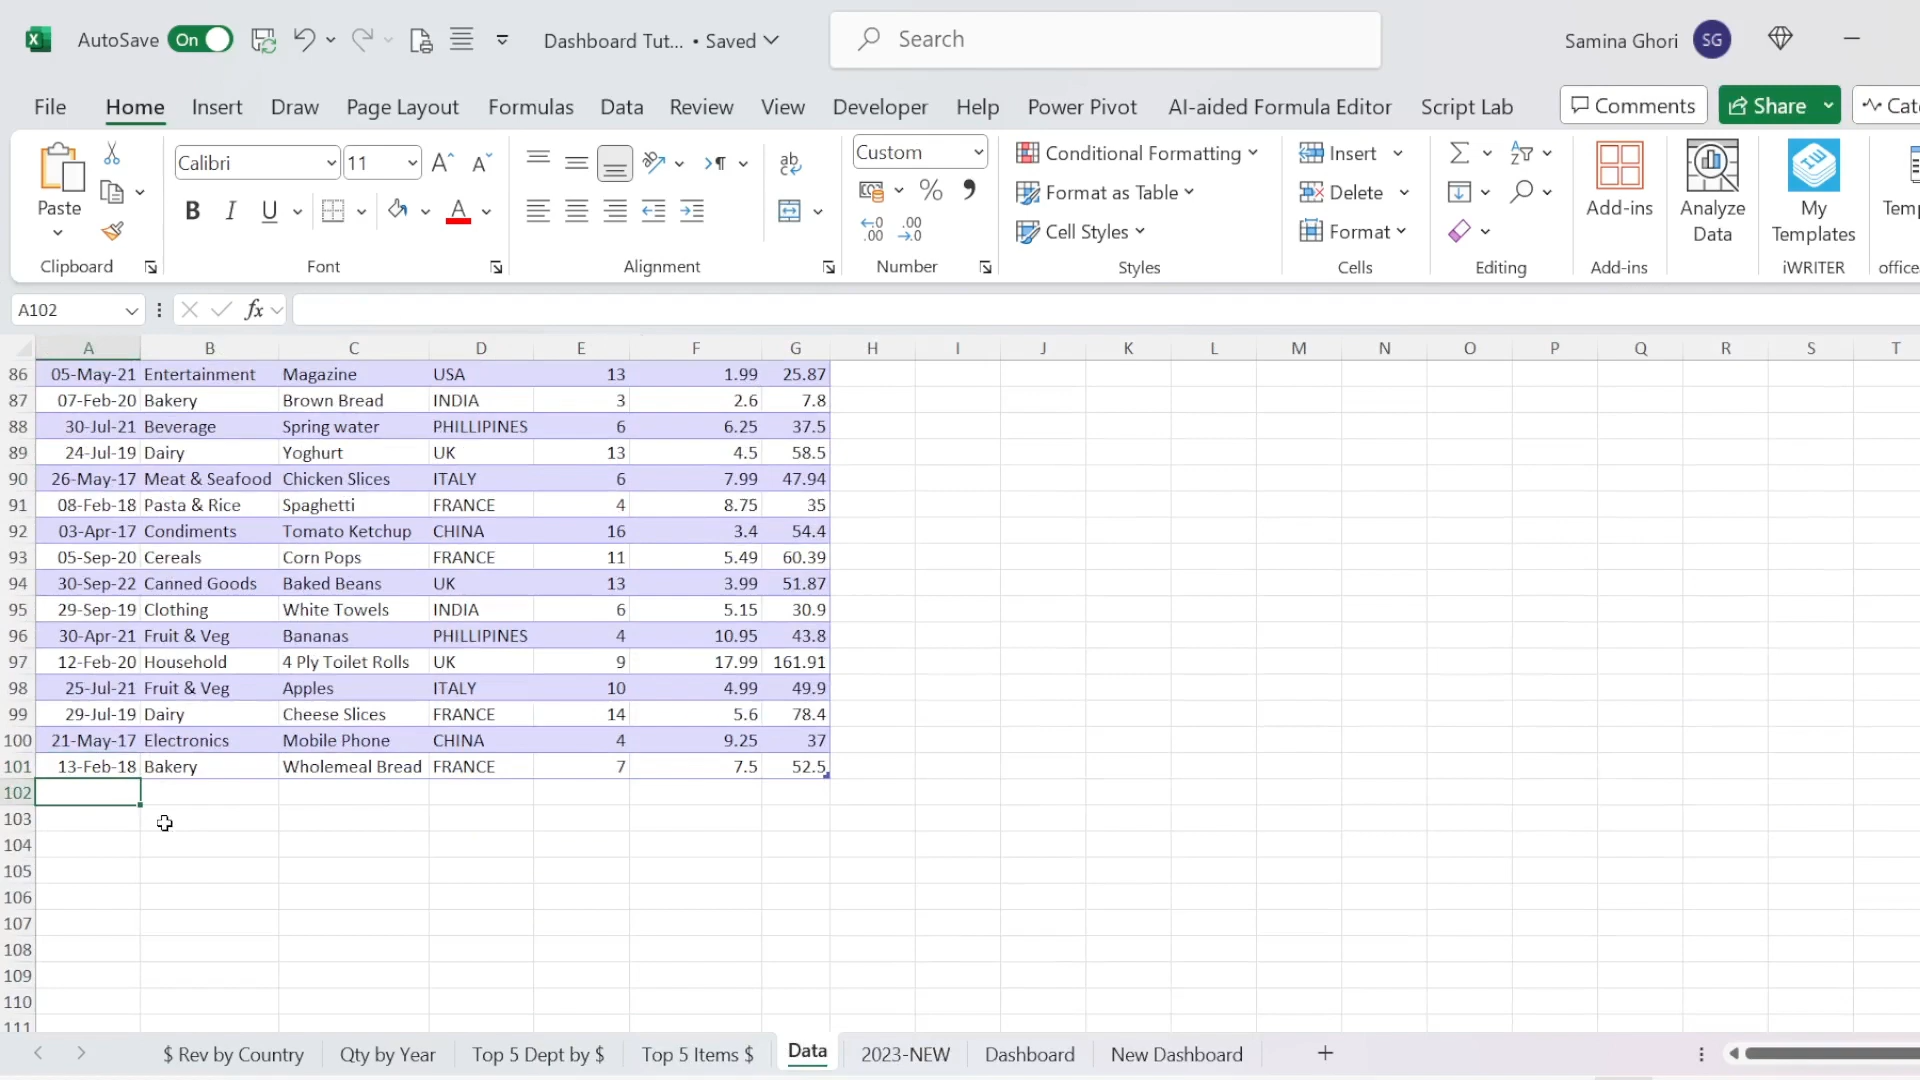 AutoSave On Dashboard Tut... • Saved Search Samina Ghori SG
File Home Insert Draw Page Layout Formulas Data Review View Developer Help Power Pivot AI-aided Formula Editor Script Lab Comments Share
Paste
Clipboard
Calibri 11
B I U A
Font
ab
Alignment
Custom
% 9
.00 .00
Number
Conditional Formatting
Format as Table
Cell Styles
Styles
Insert
Delete
Format
Cells
Editing
Add-ins
Add-ins
Analyze
Data
My
Templates
iWRITER
A102 fx
A B C D E F G H I J K L M N O P Q R S T
86 05-May-21 Entertainment Magazine USA 13 1.99 25.87
87 07-Feb-20 Bakery Brown Bread INDIA 3 2.6 7.8
88 30-Jul-21 Beverage Spring water PHILLIPINES 6 6.25 37.5
89 24-Jul-19 Dairy Yoghurt UK 13 4.5 58.5
90 26-May-17 Meat & Seafood Chicken Slices ITALY 6 7.99 47.94
91 08-Feb-18 Pasta & Rice Spaghetti FRANCE 4 8.75 35
92 03-Apr-17 Condiments Tomato Ketchup CHINA 16 3.4 54.4
93 05-Sep-20 Cereals Corn Pops FRANCE 11 5.49 60.39
94 30-Sep-22 Canned Goods Baked Beans UK 13 3.99 51.87
95 29-Sep-19 Clothing White Towels INDIA 6 5.15 30.9
96 30-Apr-21 Fruit & Veg Bananas PHILLIPINES 4 10.95 43.8
97 12-Feb-20 Household 4 Ply Toilet Rolls UK 9 17.99 161.91
98 25-Jul-21 Fruit & Veg Apples ITALY 10 4.99 49.9
99 29-Jul-19 Dairy Cheese Slices FRANCE 14 5.6 78.4
100 21-May-17 Electronics Mobile Phone CHINA 4 9.25 37
101 13-Feb-18 Bakery Wholemeal Bread FRANCE 7 7.5 52.5
102
103
104
105
106
107
108
109
110
111
$ Rev by Country Qty by Year Top 5 Dept by $ Top 5 Items $ Data 2023-NEW Dashboard New Dashboard